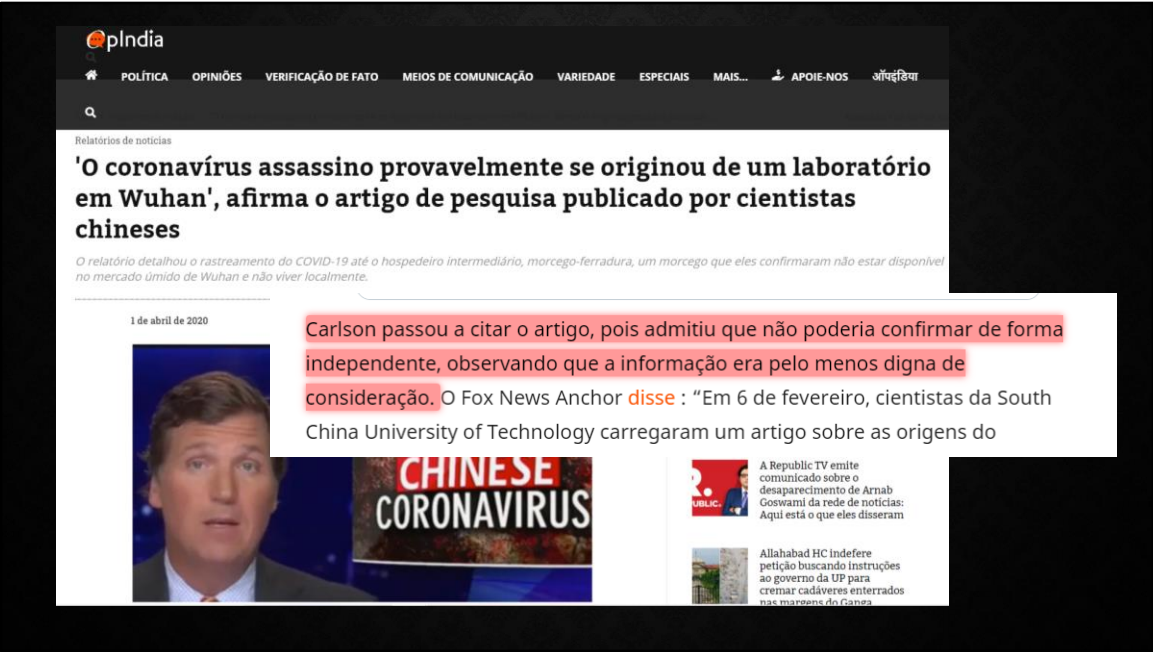 OpIndia
POLÍTICA OPINIÕES VERIFICAÇÃO DE FATO MEIOS DE COMUNICAÇÃO VARIEDADE ESPECIAIS MAIS... APOIE-NOS ऑपइंडिया
Relatórios de notícias
'O coronavírus assassino provavelmente se originou de um laboratório
em Wuhan', afirma o artigo de pesquisa publicado por cientistas
chineses
O relatório detalhou o rastreamento do COVID-19 até o hospedeiro intermediário, morcego-ferradura, um morcego que eles confirmaram não estar disponível
no mercado úmido de Wuhan e não viver localmente.
1 de abril de 2020
Carlson passou a citar o artigo, pois admitiu que não poderia confirmar de forma
independente, observando que a informação era pelo menos digna de
consideração. O Fox News Anchor disse : “Em 6 de fevereiro, cientistas da South
China University of Technology carregaram um artigo sobre as origens do
CHINESE
CORONAVIRUS
R.
UBLIC.
A Republic TV emite
comunicado sobre o
desaparecimento de Arnab
Goswami da rede de notícias:
Aqui está o que eles disseram
Allahabad HC indefere
petição buscando instruções
ao governo da UP para
cremar cadáveres enterrados
nas margens do Ganga